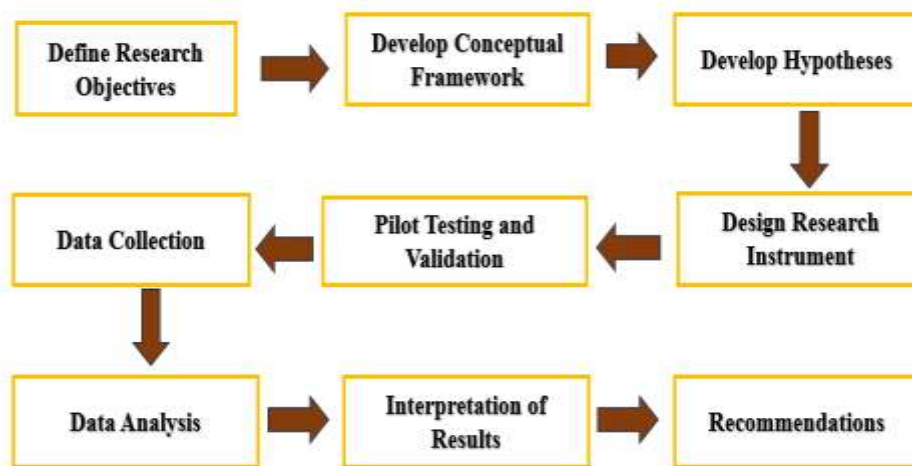 Define Research
Objectives
Develop Conceptual
Framework
Develop Hypotheses
Design Research
Instrument
Pilot Testing and
Validation
Data Collection
Data Analysis
Interpretation of
Results
Recommendations